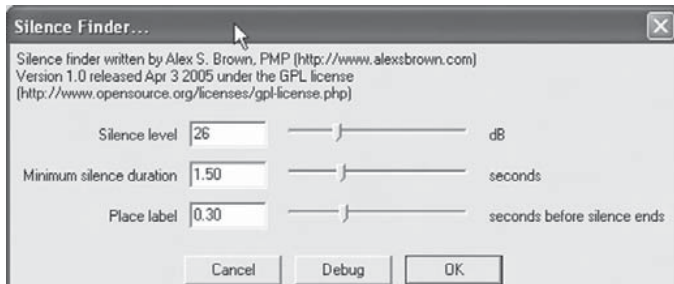 Silence Finder...
Silence finder written by Alex S. Brown, PMP (http://www.alexsbrown.com)
Version 1.0 released Apr 3 2005 under the GPL license
(http://www.opensource.org/licenses/gpl-license.php)
Silence level 26 dB
Minimum silence duration 1.50 seconds
Place label 0.30 seconds before silence ends
Cancel Debug OK